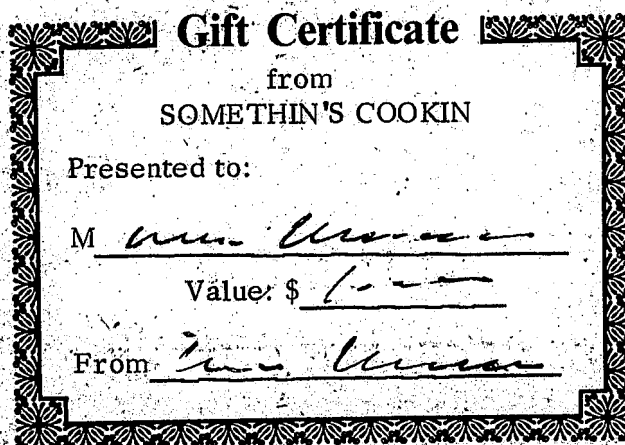 Gift Certificate
from
SOMETHIN'S COOKIN
Presented to:
M
Value: $
From